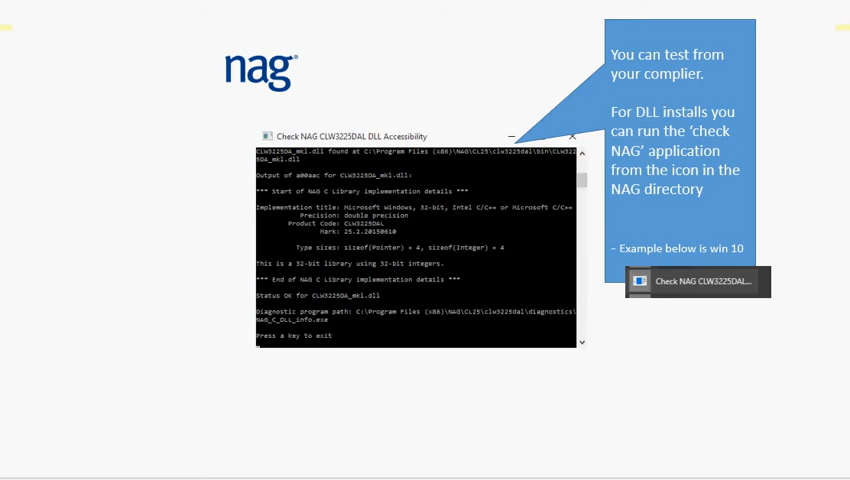 nag®
You can test from
your complier.
For DLL installs you
can run the ‘check
NAG’ application
from the icon in the
NAG directory
- Example below is win 10
Check NAG CLW3225DAL...
Check NAG CLW3225DAL DLL Accessibility
CLW3225DA_mkl.dll found at C:\Program Files (x86)\NAG\CL25\clw3225dal\bin\CLW322
5DA_mkl.dll
Output of a00aac for CLW3225DA_mkl.dll:
*** Start of NAG C Library implementation details ***
Implementation title: Microsoft Windows, 32-bit, Intel C/C++ or Microsoft C/C++
Precision: double precision
Product Code: CLW3225DAL
Mark: 25.2.20150610
Type sizes: sizeof(Pointer) = 4, sizeof(Integer) = 4
This is a 32-bit library using 32-bit integers.
*** End of NAG C Library implementation details ***
Status OK for CLW3225DA_mkl.dll
Diagnostic program path: C:\Program Files (x86)\NAG\CL25\clw3225dal\diagnostics\
NAG_C_DLL_info.exe
Press a key to exit